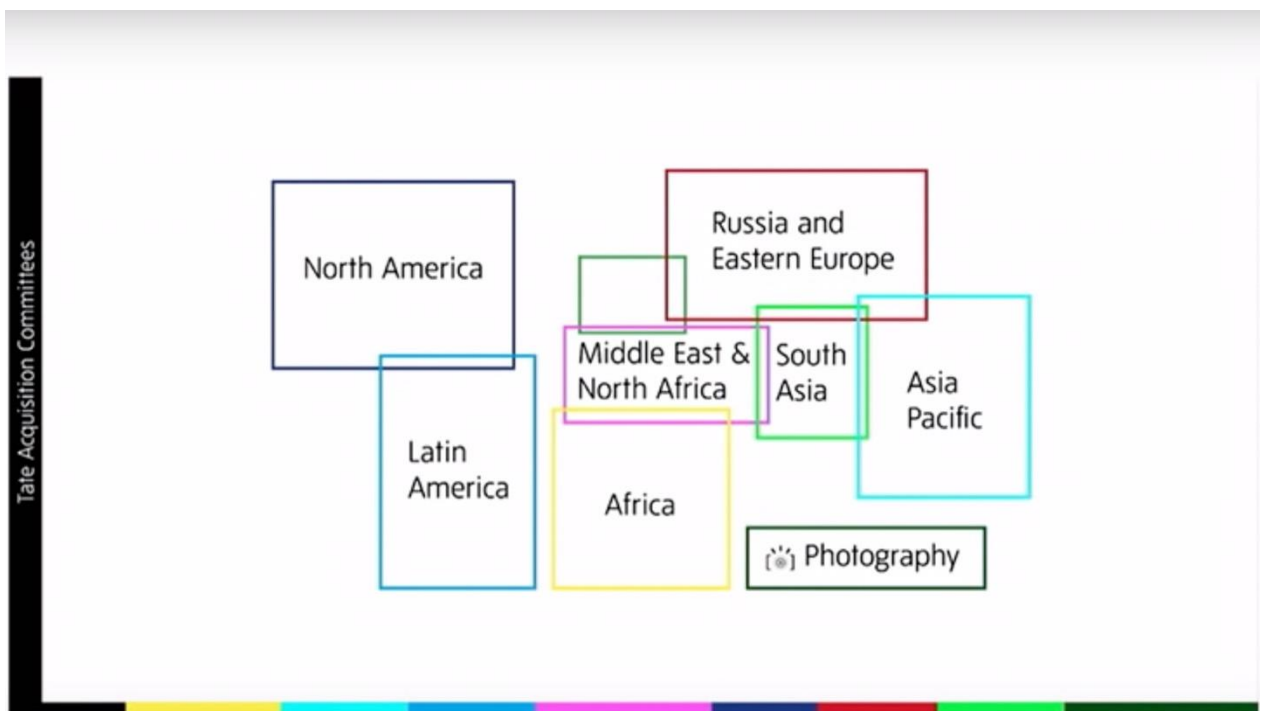 Tate Acquisition Committees
North America
Russia and
Eastern Europe
Middle East &
North Africa
South
Asia
Asia
Pacific
Latin
America
Africa
Photography